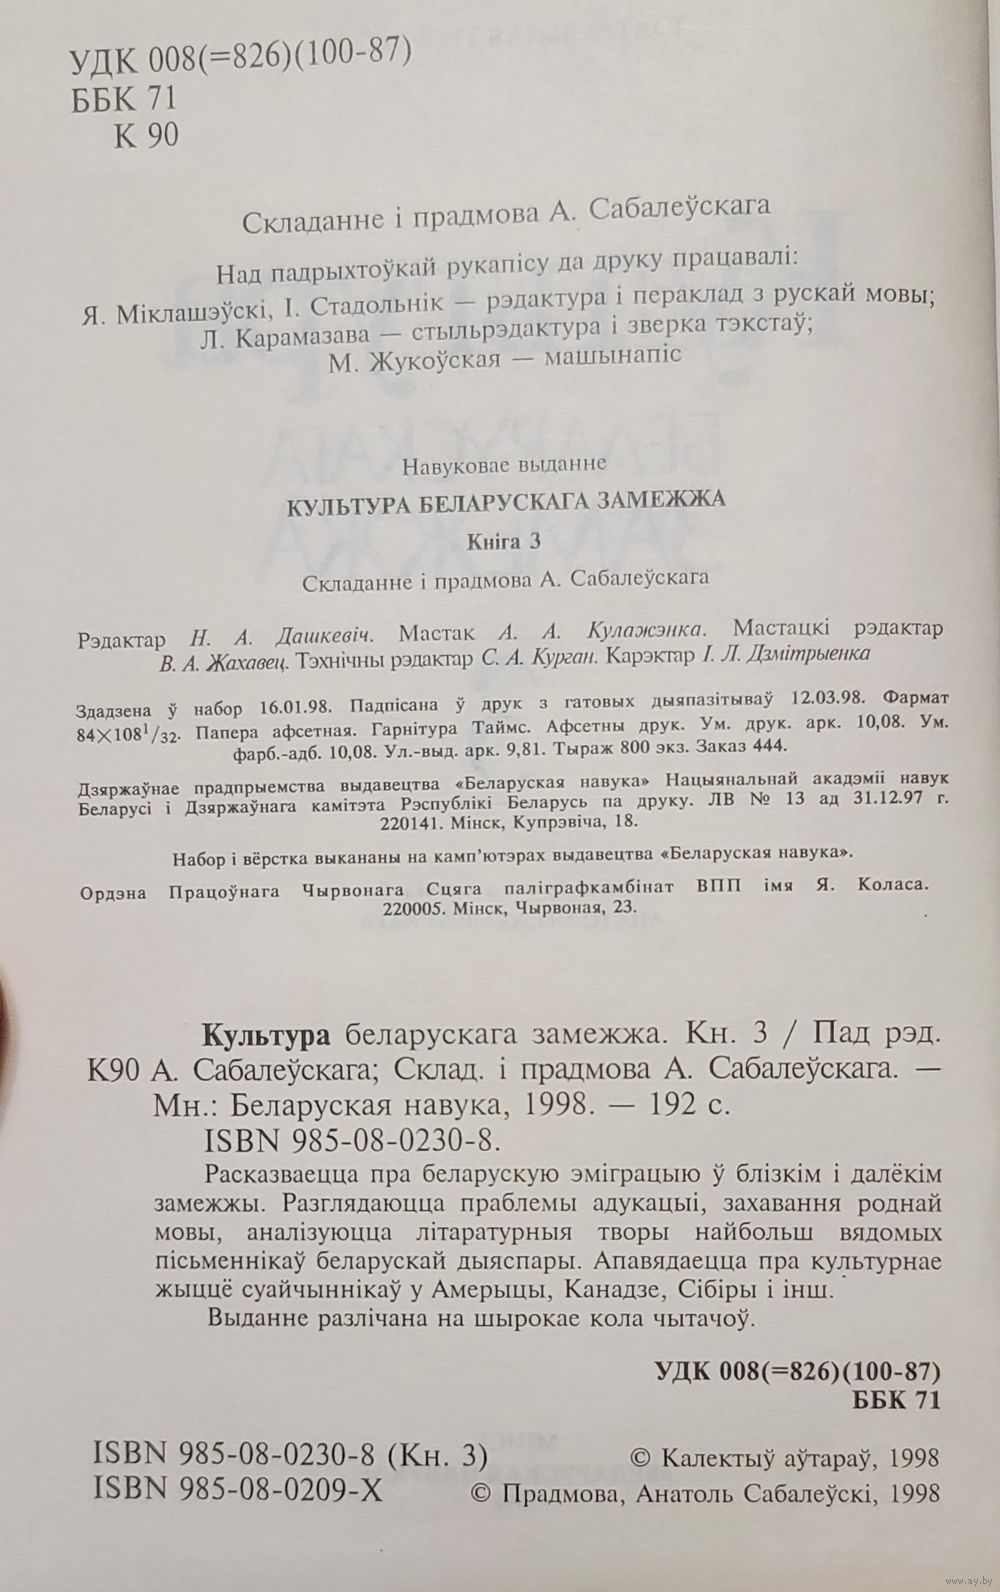 УДК 008(=826)(100-87)
ББК 71
К 90
Складанне і прадмова А. Сабалеўскага
Над падрыхтоўкай рукапісу да друку працавалі:
Я. Міклашэўскі, І. Стадольнік — рэдактура і пераклад з рускай мовы;
Л. Карамазава — стыльрэдактура і зверка тэкстаў;
М. Жукоўская — машынапіс
Навуковае выданне
КУЛЬТУРА БЕЛАРУСКАГА ЗАМЕЖЖА
Кніга 3
Складанне і прадмова А. Сабалеўскага
Рэдактар Н. А. Дашкевіч. Мастак А. А. Кулажэнка. Мастацкі рэдактар
В. А. Жахавец. Тэхнічны рэдактар С. А. Курган. Карэктар І. Л. Дзмітрыенка
Здадзена ў набор 16.01.98. Падпісана ў друк з гатовых дыяпазітываў 12.03.98. Фармат
84×108¹/₃₂. Папера афсетная. Гарнітура Таймс. Афсетны друк. Ум. друк. арк. 10,08. Ум.
фарб.-адб. 10,08. Ул.-выд. арк. 9,81. Тыраж 800 экз. Заказ 444.
Дзяржаўнае прадпрыемства выдавецтва «Беларуская навука» Нацыянальнай акадэміі навук
Беларусі і Дзяржаўнага камітэта Рэспублікі Беларусь па друку. ЛВ № 13 ад 31.12.97 г.
220141. Мінск, Купрэвіча, 18.
Набор і вёрстка выкананы на камп'ютэрах выдавецтва «Беларуская навука».
Ордэна Працоўнага Чырвонага Сцяга паліграфкамбінат ВПП імя Я. Коласа.
220005. Мінск, Чырвоная, 23.
Культура беларускага замежжа. Кн. 3 / Пад рэд.
К90 А. Сабалеўскага; Склад. і прадмова А. Сабалеўскага. —
Мн.: Беларуская навука, 1998. — 192 с.
ISBN 985-08-0230-8.
Расказваецца пра беларускую эміграцыю ў блізкім і далёкім
замежжы. Разглядаюцца праблемы адукацыі, захавання роднай
мовы, аналізуюцца літаратурныя творы найбольш вядомых
пісьменнікаў беларускай дыяспары. Апавядаецца пра культурнае
жыццё суайчыннікаў у Амерыцы, Канадзе, Сібіры і інш.
Выданне разлічана на шырокае кола чытачоў.
УДК 008(=826)(100-87)
ББК 71
ISBN 985-08-0230-8 (Кн. 3)
© Калектыў аўтараў, 1998
ISBN 985-08-0209-X
© Прадмова, Анатоль Сабалеўскі, 1998
www.ay.by